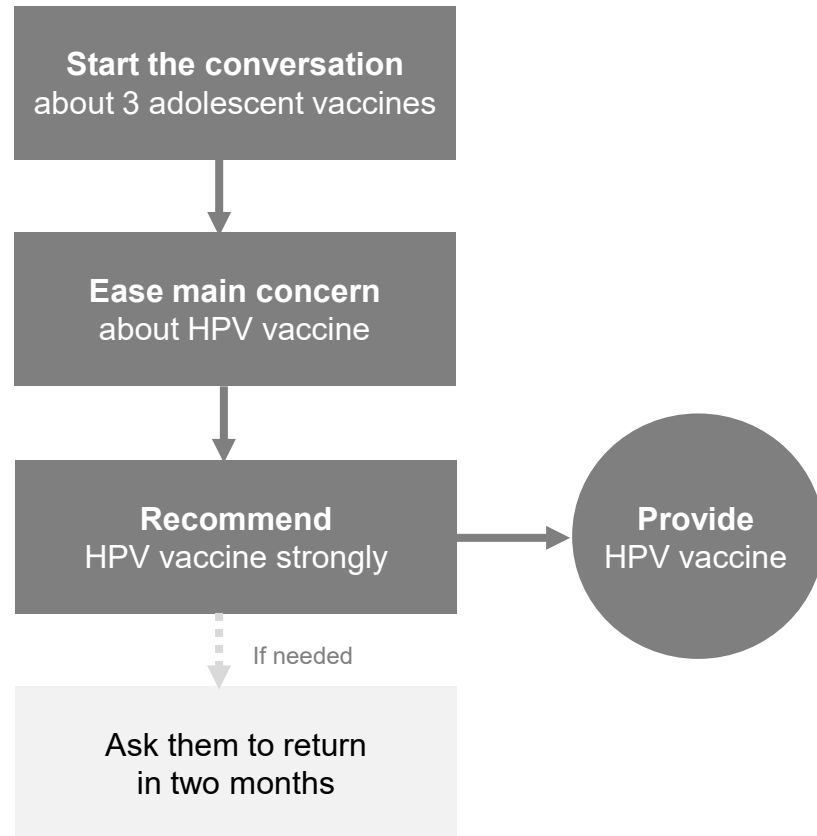 Start the conversation
about 3 adolescent vaccines
Ease main concern
about HPV vaccine
Recommend
HPV vaccine strongly
Provide
HPV vaccine
If needed
Ask them to return
in two months